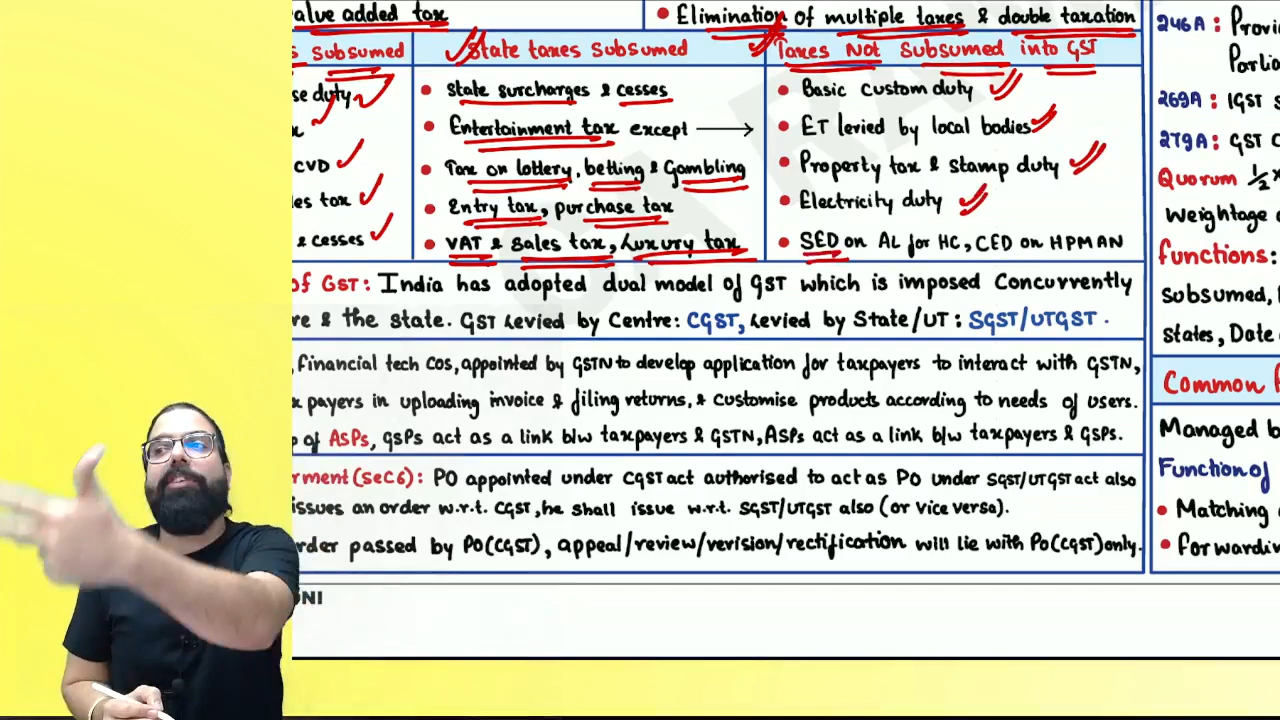 alue added tax
• Elimination of multiple taxes & double taxation
s subsumed
State taxes Subsumed
Taxes Not Subsumed into GST
se duty
x
CVD
es tax
& cesses
• State surcharges & cesses
• Entertainment tax except →
• Tax on lottery, betting & Gambling
• Entry tax, purchase tax
• VAT & Sales tax, Luxury tax
• Basic Custom duty
• ET levied by local bodies
• Property tax & Stamp duty
• Electricity duty
• SED on AL for HC, CED on HPMAN
of GST: India has adopted dual model of GST which is imposed Concurrently
re & the state. GST Levied by Centre: CGST, Levied by State/UT: SGST/UTGST.
, Financial tech COs, appointed by GSTN to develop application for taxpayers to interact with GSTN,
x payers in uploading invoice & filing returns, & customise products according to needs of users.
p of ASPs, GSPs act as a link b/w taxpayers & GSTN, ASPs act as a link b/w taxpayers & GSPs.
rment (sec 6): PO appointed under CGST act authorised to act as PO under SGST/UTGST act also
issues an order w.r.t. CGST, he shall issue w.r.t. SGST/UTGST also (or vice versa).
rder passed by PO(CGST), appeal/review/verision/rectification will lie with PO(CGST) only.
ONI
246A: Provi
Parlia
269A: IGST s
279A: GST C
Quorum 1/2 x
Weightage o
functions:
subsumed,
states, Date
Common P
Managed b
Function of
• Matching
• forwardin